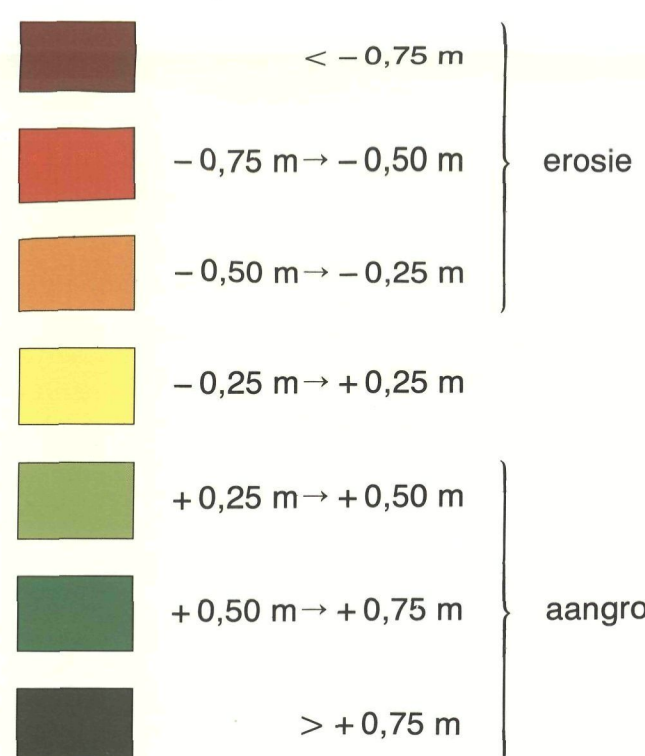 < – 0,75 m
– 0,75 m → – 0,50 m
erosie
– 0,50 m → – 0,25 m
– 0,25 m → + 0,25 m
+ 0,25 m → + 0,50 m
+ 0,50 m → + 0,75 m
aangro
> + 0,75 m